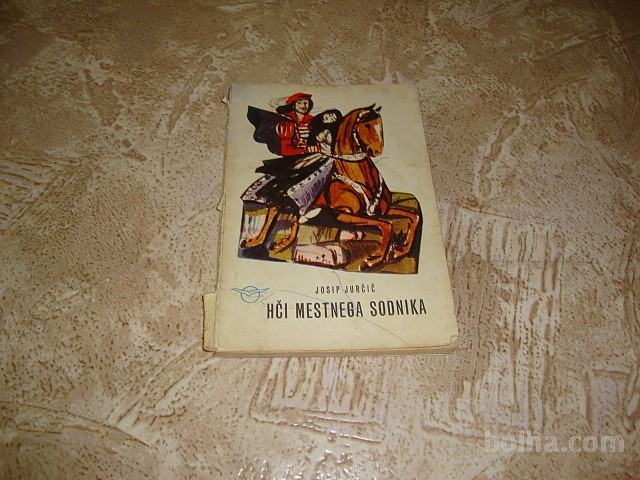 JOSIP JURČIČ
HČI MESTNEGA SODNIKA
bolha.com